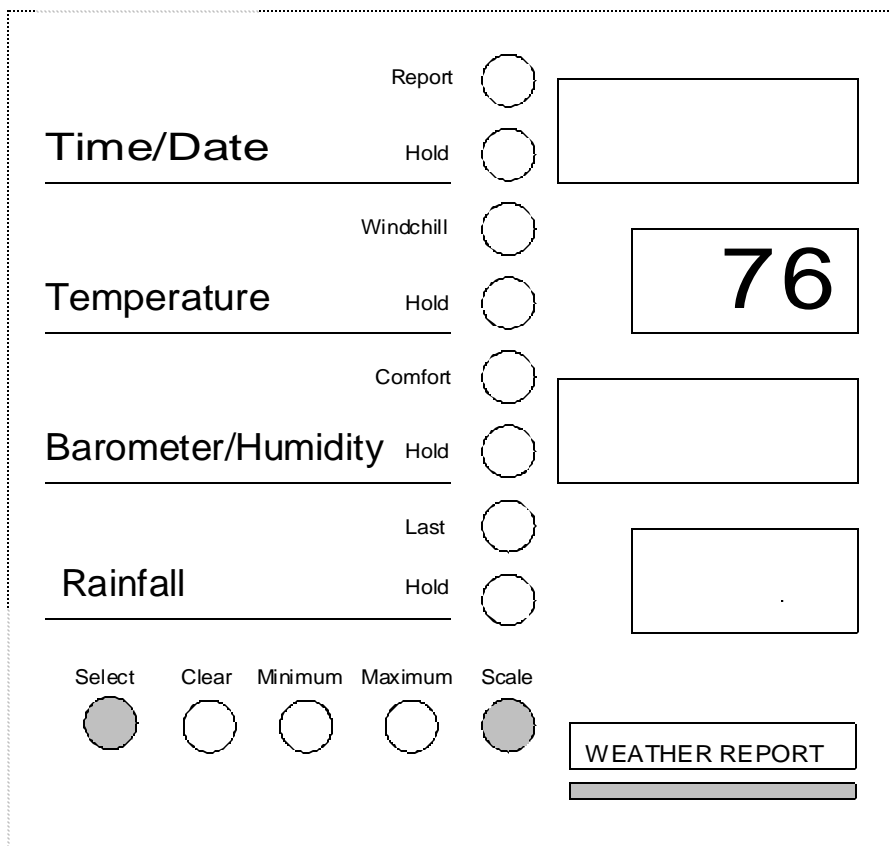 Report
Time/Date Hold
Windchill
76
Temperature Hold
Comfort
Barometer/Humidity Hold
Last
Rainfall Hold
.
Select Clear Minimum Maximum Scale
WEATHER REPORT